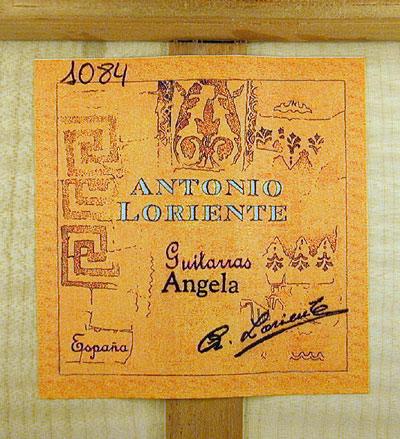 1084
ANTONIO
LORIENTE
Guitarras
Angela
España
A. Loriente